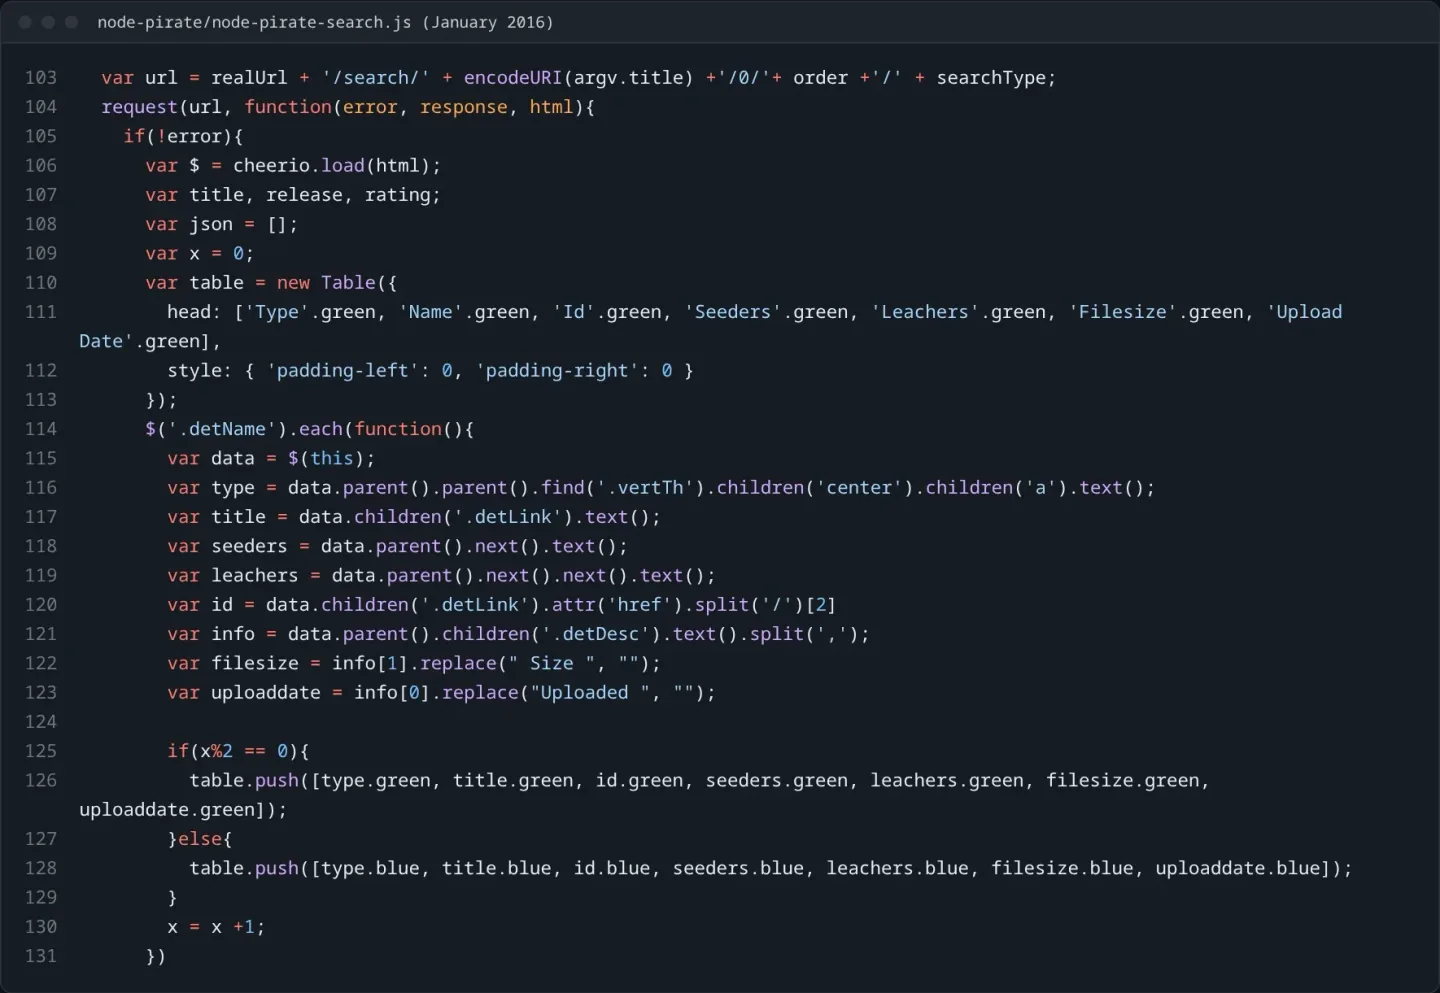 node-pirate/node-pirate-search.js (January 2016)
103 var url = realUrl + '/search/' + encodeURI(argv.title) +'/0/'+ order +'/' + searchType;
104 request(url, function(error, response, html){
105 if(!error){
106 var $ = cheerio.load(html);
107 var title, release, rating;
108 var json = [];
109 var x = 0;
110 var table = new Table({
111 head: ['Type'.green, 'Name'.green, 'Id'.green, 'Seeders'.green, 'Leachers'.green, 'Filesize'.green, 'Upload
Date'.green],
112 style: { 'padding-left': 0, 'padding-right': 0 }
113 });
114 $('.detName').each(function(){
115 var data = $(this);
116 var type = data.parent().parent().find('.vertTh').children('center').children('a').text();
117 var title = data.children('.detLink').text();
118 var seeders = data.parent().next().text();
119 var leachers = data.parent().next().next().text();
120 var id = data.children('.detLink').attr('href').split('/')[2]
121 var info = data.parent().children('.detDesc').text().split(',');
122 var filesize = info[1].replace(" Size ", "");
123 var uploaddate = info[0].replace("Uploaded ", "");
124
125 if(x%2 == 0){
126 table.push([type.green, title.green, id.green, seeders.green, leachers.green, filesize.green,
uploaddate.green]);
127 }else{
128 table.push([type.blue, title.blue, id.blue, seeders.blue, leachers.blue, filesize.blue, uploaddate.blue]);
129 }
130 x = x +1;
131 })